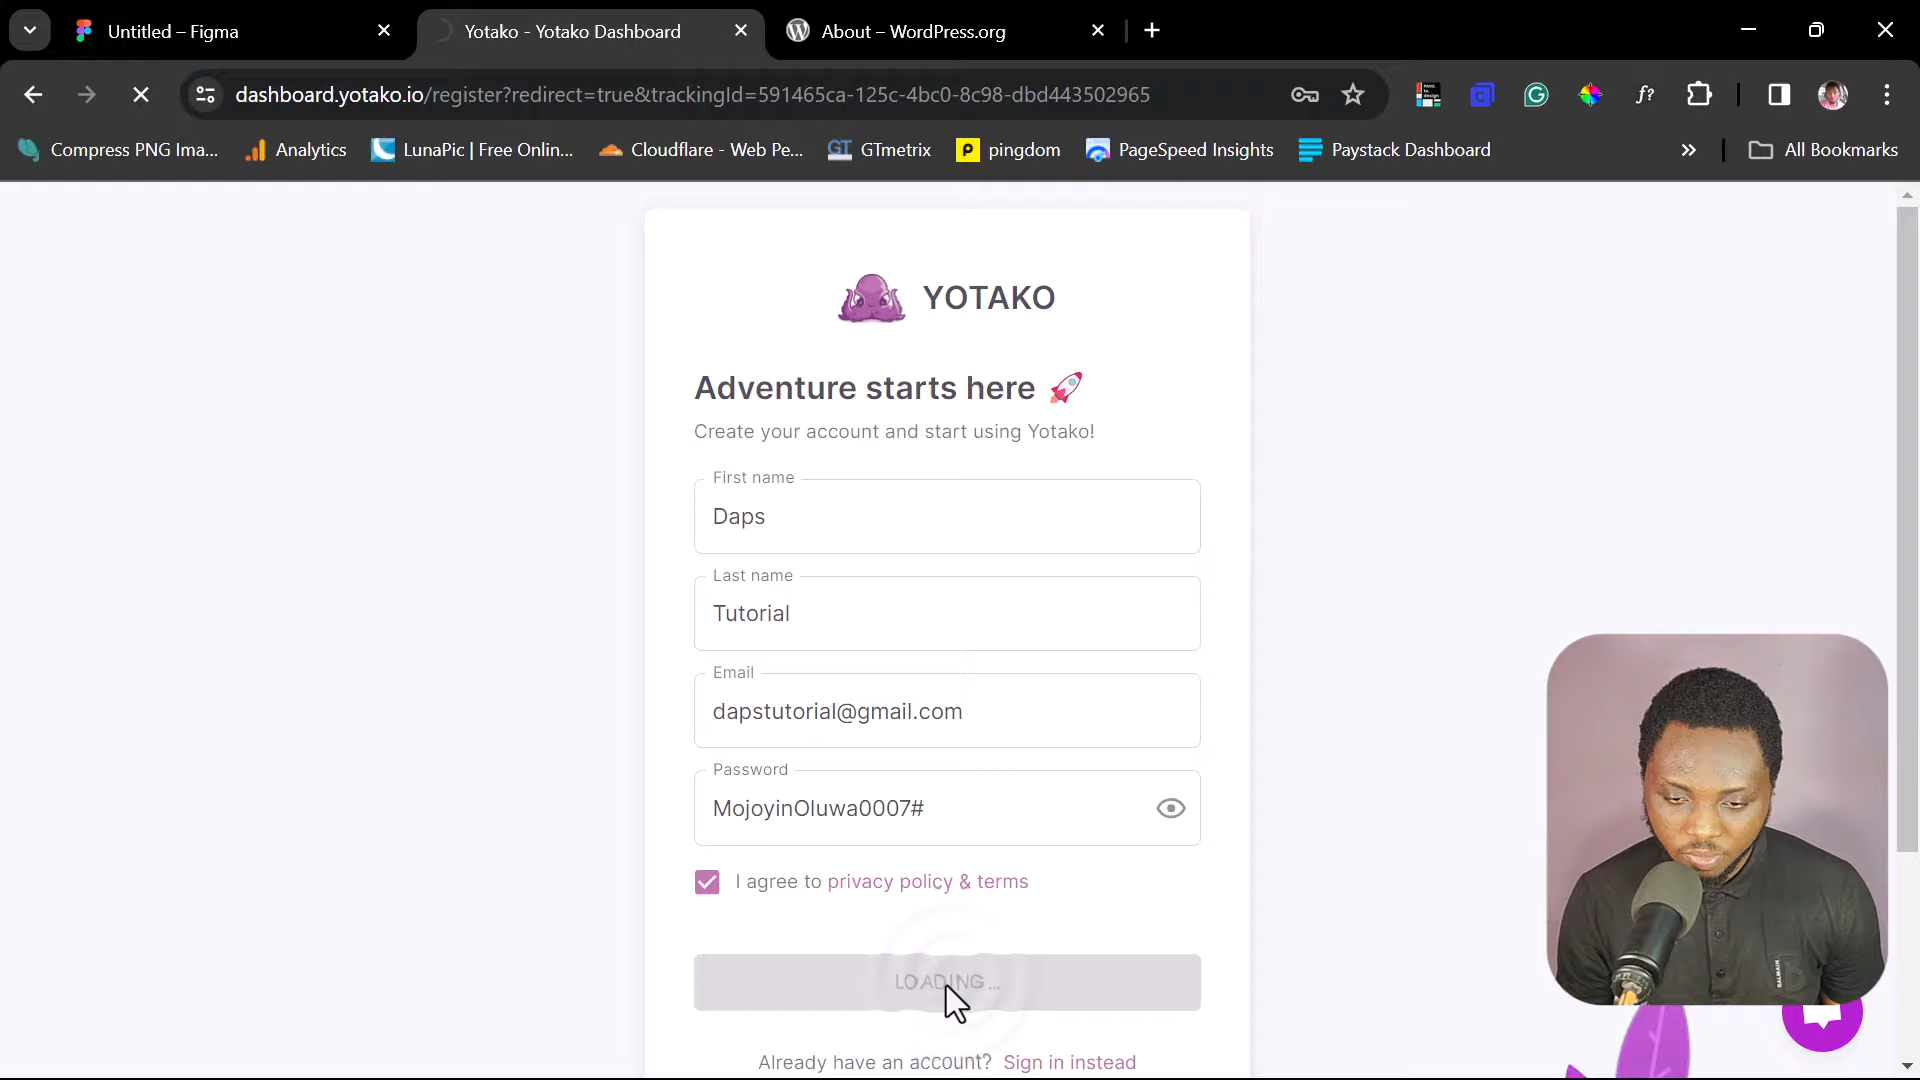 Untitled – Figma
Yotako - Yotako Dashboard
About – WordPress.org
dashboard.yotako.io/register?redirect=true&trackingId=591465ca-125c-4bc0-8c98-dbd443502965
Compress PNG Ima...
Analytics
LunaPic | Free Onlin...
Cloudflare - Web Pe...
GTmetrix
pingdom
PageSpeed Insights
Paystack Dashboard
All Bookmarks
YOTAKO
Adventure starts here
Create your account and start using Yotako!
First name
Daps
Last name
Tutorial
Email
dapstutorial@gmail.com
Password
MojoyinOluwa0007#
I agree to privacy policy & terms
LOADING ...
Already have an account? Sign in instead